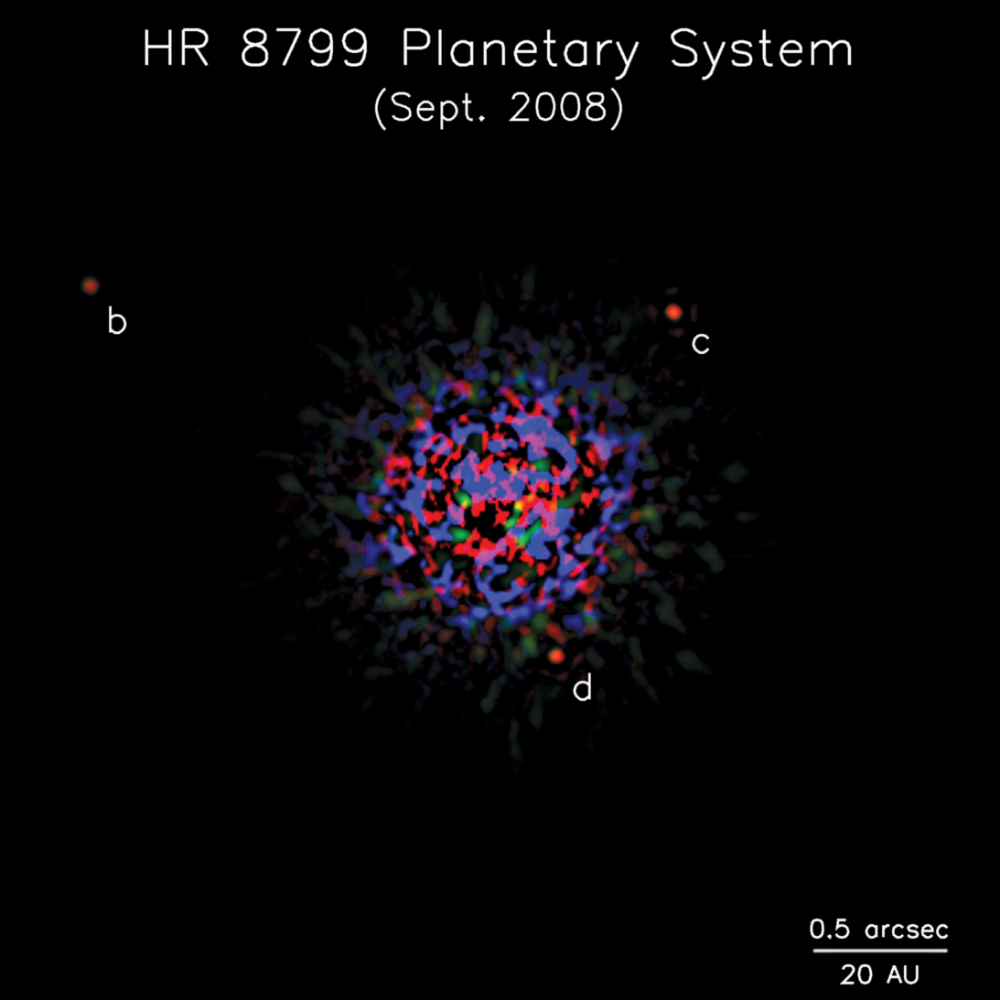 HR 8799 Planetary System
(Sept. 2008)
b
c
d
0.5 arcsec
20 AU